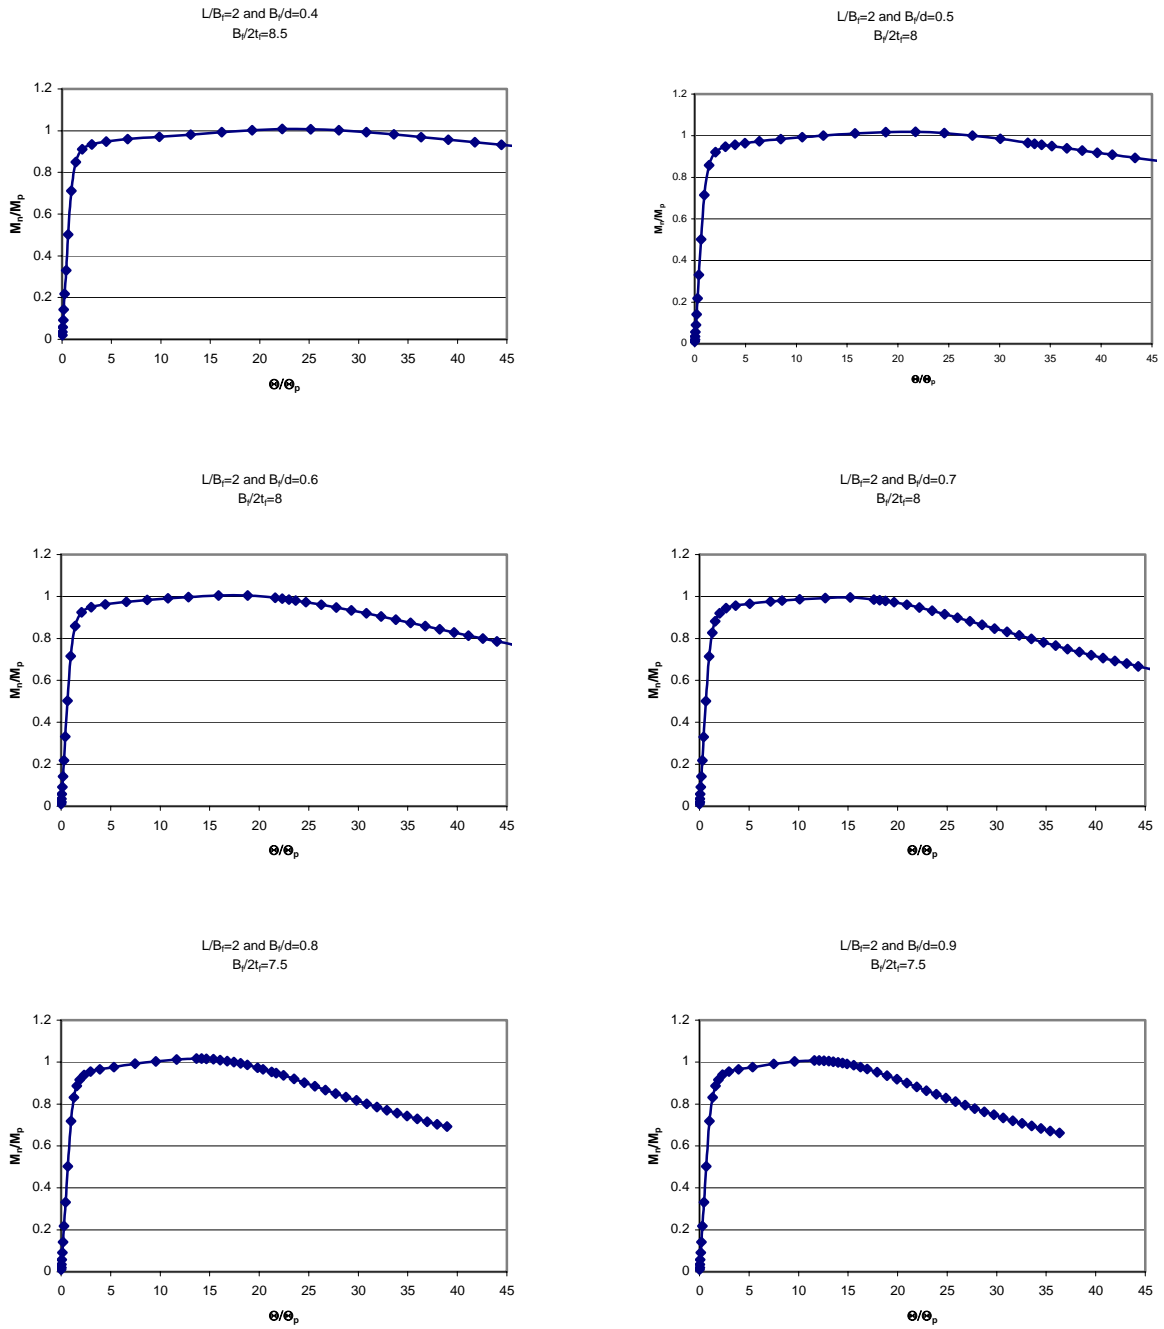 L/Bf=2 and Bf/d=0.4
Bf/2tf=8.5
1.2
1
0.8
0.6
0.4
0.2
0
Mn/Mp
0 5 10 15 20 25 30 35 40 45
Θ/Θp
L/Bf=2 and Bf/d=0.5
Bf/2tf=8
1.2
1
0.8
0.6
0.4
0.2
0
Mn/Mp
0 5 10 15 20 25 30 35 40 45
Θ/Θp
L/Bf=2 and Bf/d=0.6
Bf/2tf=8
1.2
1
0.8
0.6
0.4
0.2
0
Mn/Mp
0 5 10 15 20 25 30 35 40 45
Θ/Θp
L/Bf=2 and Bf/d=0.7
Bf/2tf=8
1.2
1
0.8
0.6
0.4
0.2
0
Mn/Mp
0 5 10 15 20 25 30 35 40 45
Θ/Θp
L/Bf=2 and Bf/d=0.8
Bf/2tf=7.5
1.2
1
0.8
0.6
0.4
0.2
0
Mn/Mp
0 5 10 15 20 25 30 35 40 45
Θ/Θp
L/Bf=2 and Bf/d=0.9
Bf/2tf=7.5
1.2
1
0.8
0.6
0.4
0.2
0
Mn/Mp
0 5 10 15 20 25 30 35 40 45
Θ/Θp